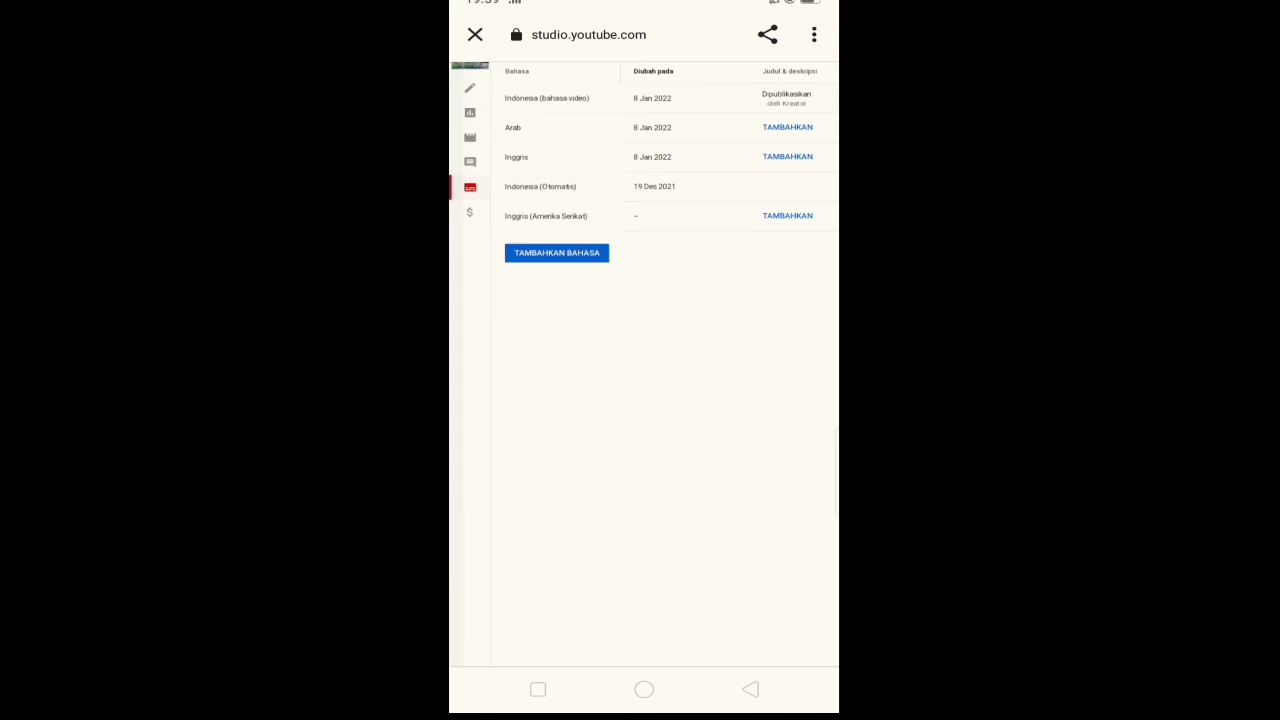 studio.youtube.com
Bahasa Diubah pada Judul & deskripsi
Indonesia (bahasa video) 8 Jan 2022 Dipublikasikan
oleh Kreator
Arab 8 Jan 2022 TAMBAHKAN
Inggris 8 Jan 2022 TAMBAHKAN
Indonesia (Otomatis) 19 Des 2021
Inggris (Amerika Serikat) – TAMBAHKAN
TAMBAHKAN BAHASA